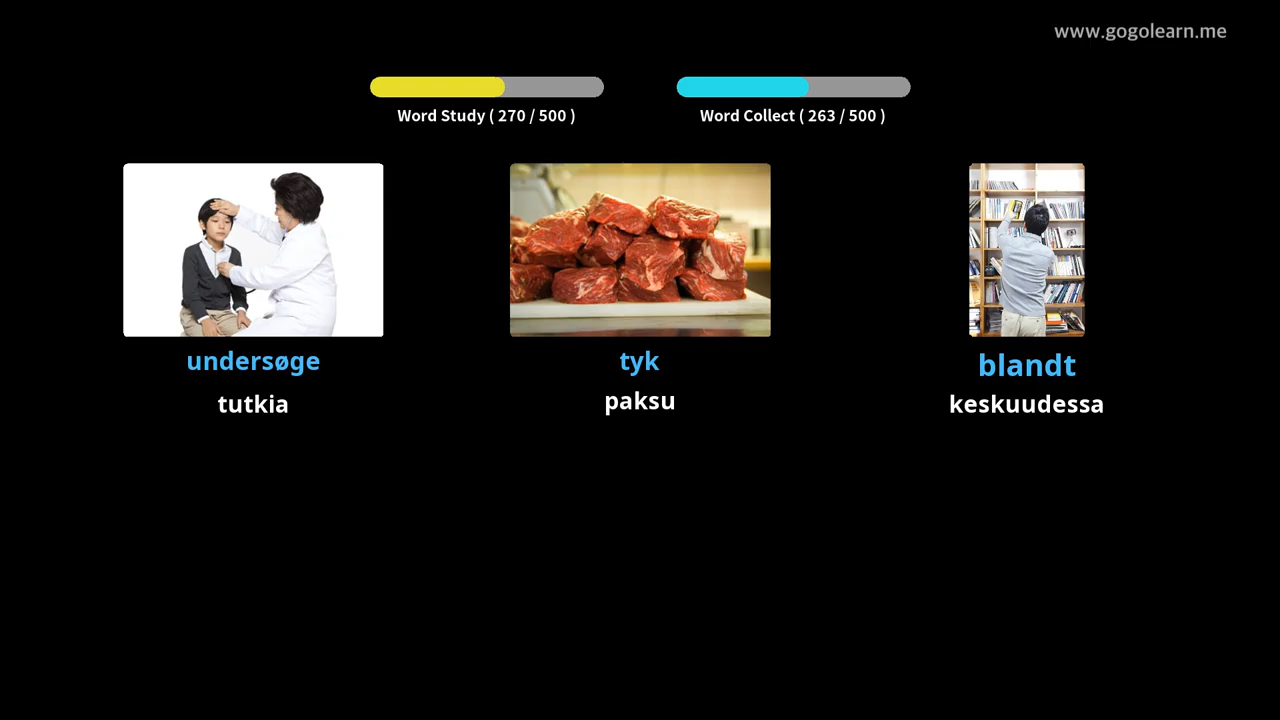 www.gogolearn.me
Word Study ( 270 / 500 )
Word Collect ( 263 / 500 )
undersøge
tyk
blandt
tutkia
paksu
keskuudessa